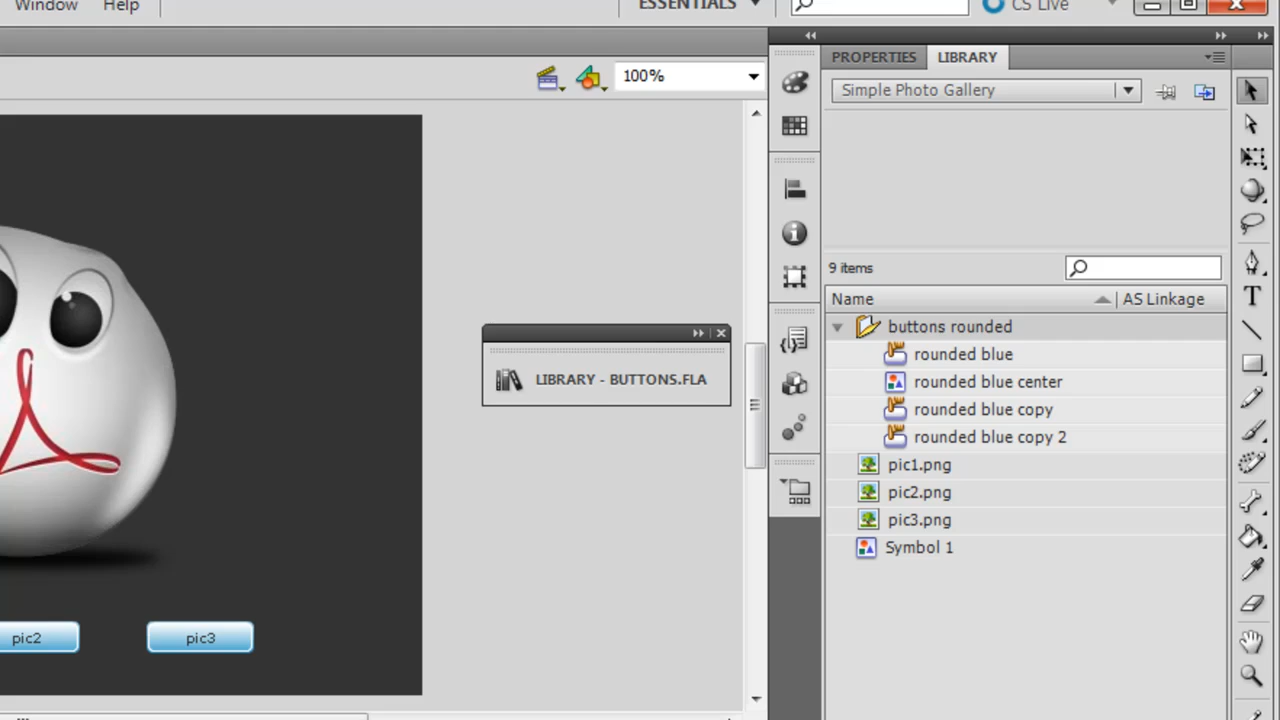 Window Help
ESSENTIALS
CS Live
100%
PROPERTIES LIBRARY
Simple Photo Gallery
9 items
Name AS Linkage
buttons rounded
rounded blue
LIBRARY - BUTTONS.FLA
rounded blue center
rounded blue copy
rounded blue copy 2
pic1.png
pic2.png
pic3.png
Symbol 1
pic2 pic3